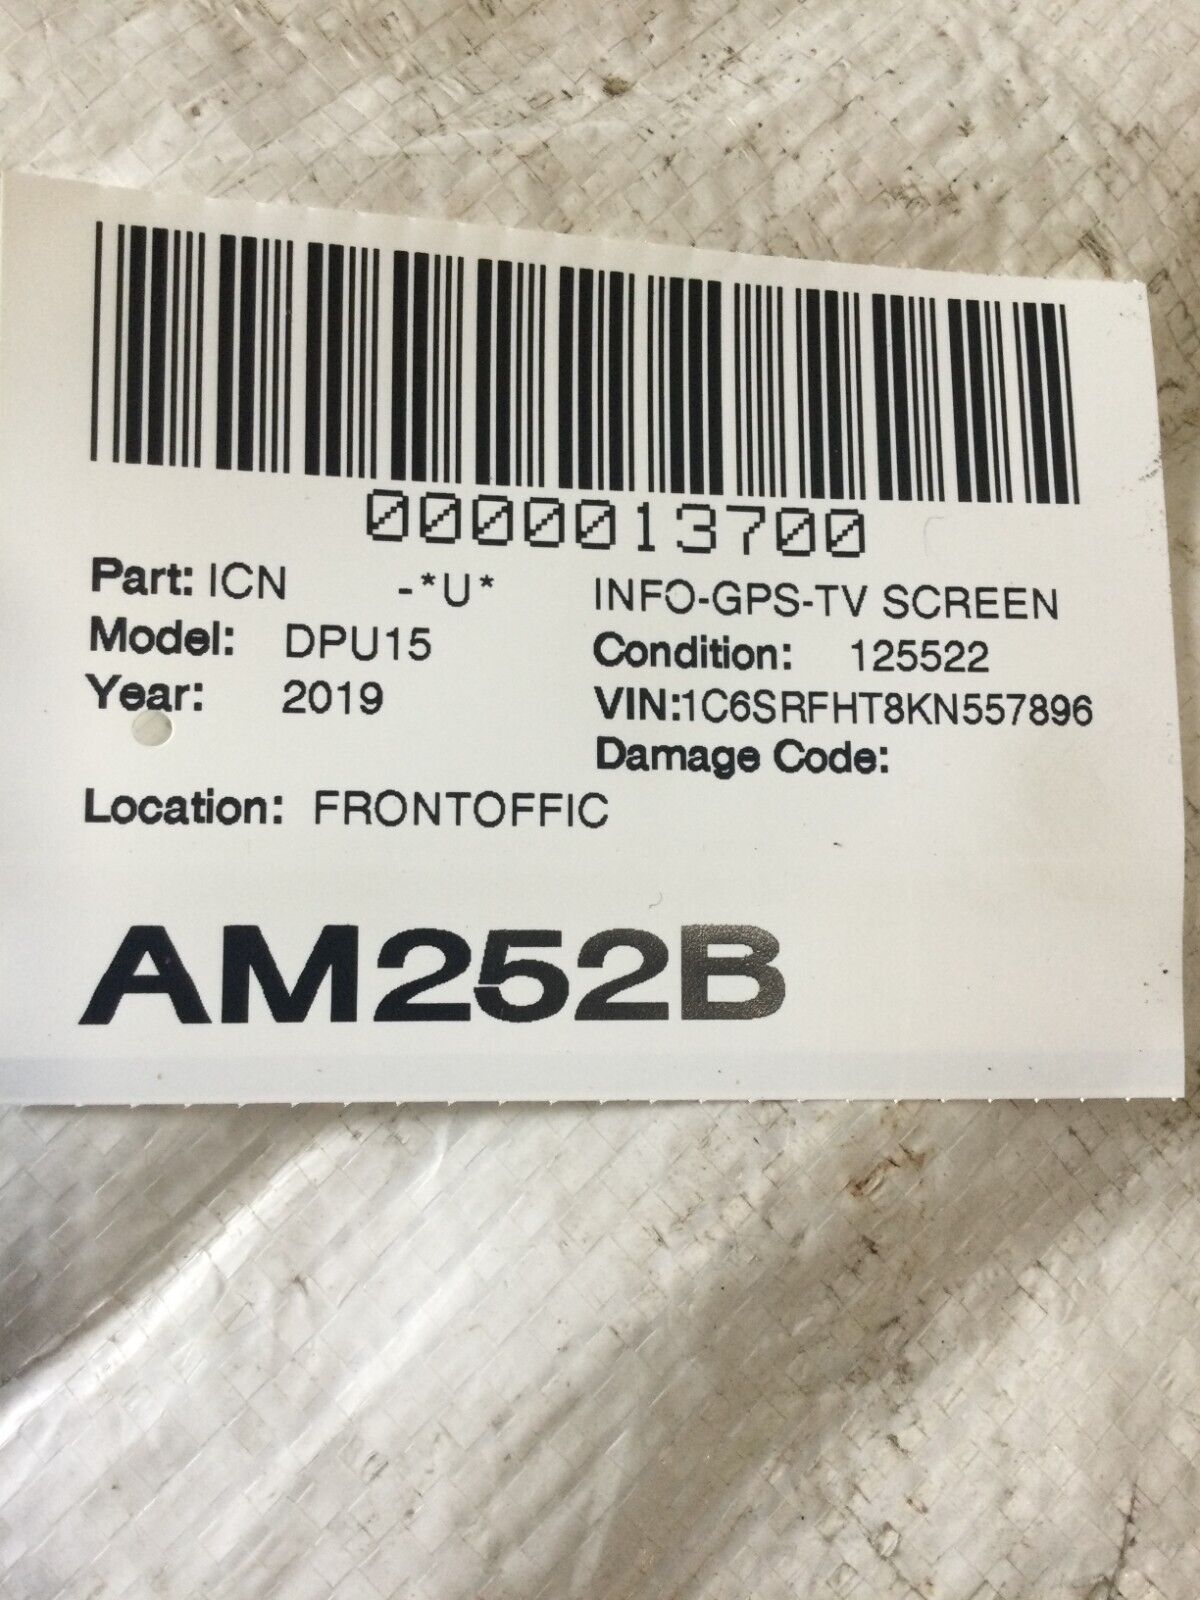 0000013700
Part: ICN -*U* INFO-GPS-TV SCREEN
Model: DPU15 Condition: 125522
Year: 2019 VIN:1C6SRFHT8KN557896
Damage Code:
Location: FRONTOFFIC
AM252B